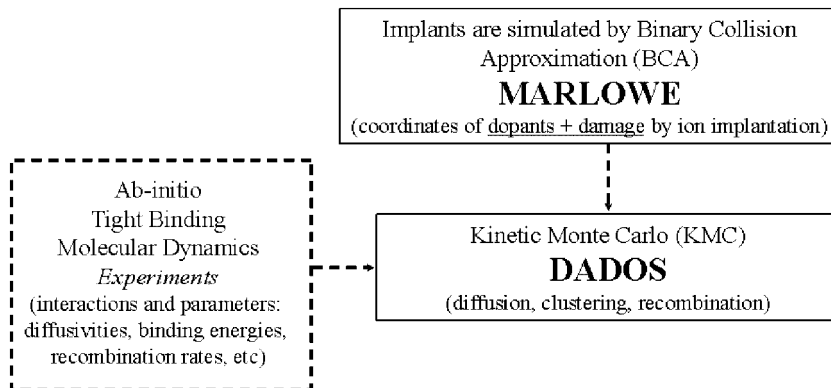 Implants are simulated by Binary Collision
Approximation (BCA)
MARLOWE
(coordinates of dopants + damage by ion implantation)
Ab-initio
Tight Binding
Molecular Dynamics
Experiments
(interactions and parameters:
diffusivities, binding energies,
recombination rates, etc)
Kinetic Monte Carlo (KMC)
DADOS
(diffusion, clustering, recombination)